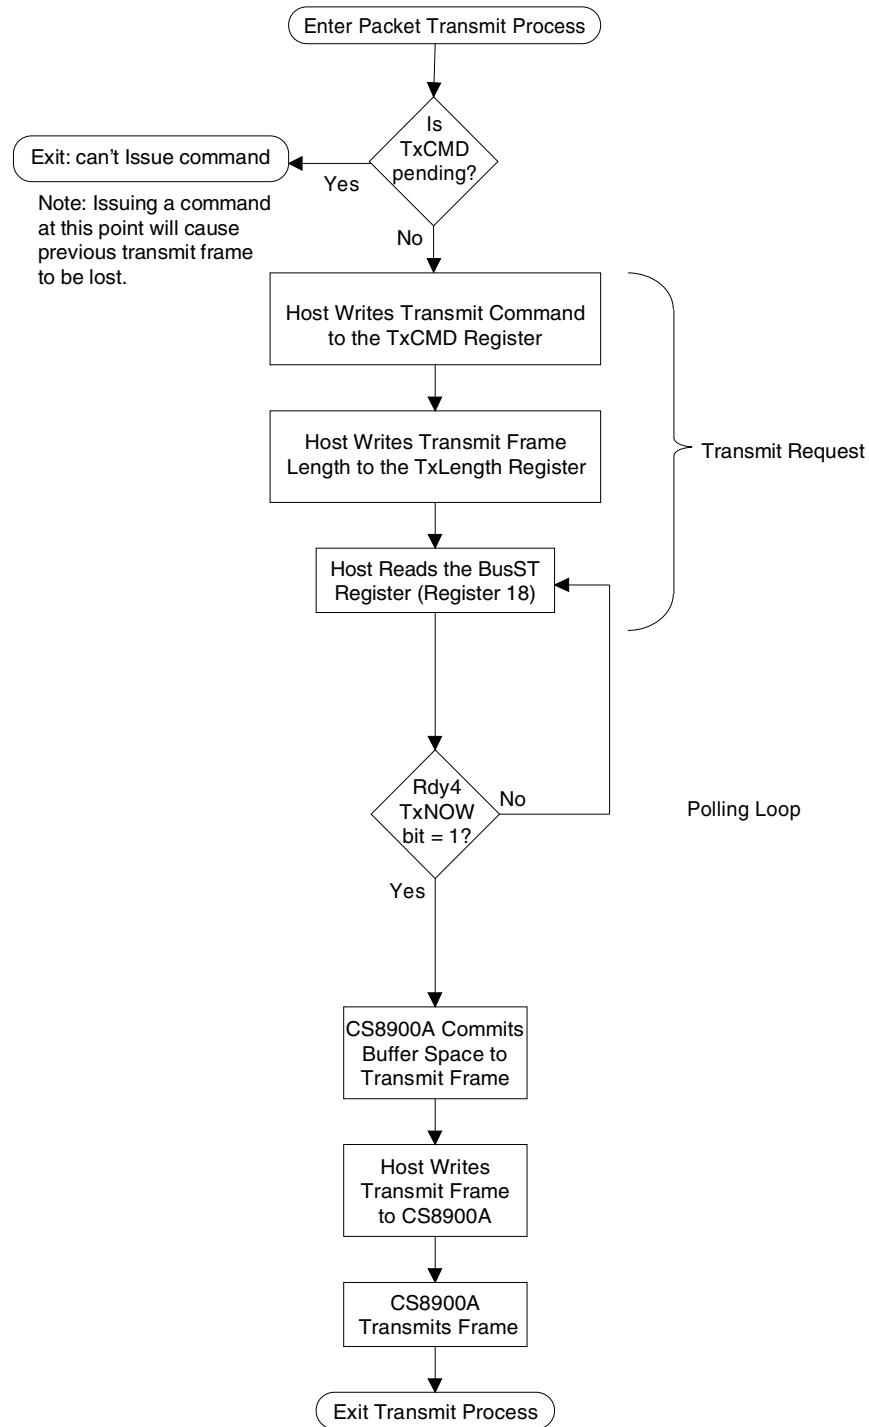 Enter Packet Transmit Process
Is
TxCMD
pending?
Exit: can't Issue command
Yes
Note: Issuing a command
at this point will cause
previous transmit frame
to be lost.
No
Host Writes Transmit Command
to the TxCMD Register
Host Writes Transmit Frame
Length to the TxLength Register
Transmit Request
Host Reads the BusST
Register (Register 18)
Rdy4
TxNOW
bit = 1?
No
Polling Loop
Yes
CS8900A Commits
Buffer Space to
Transmit Frame
Host Writes
Transmit Frame
to CS8900A
CS8900A
Transmits Frame
Exit Transmit Process